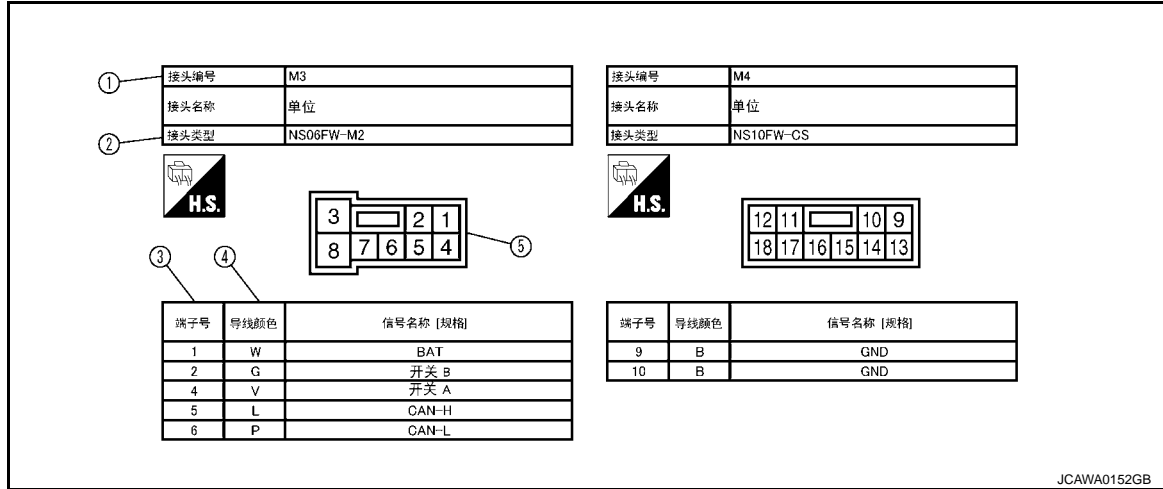 ① 接头编号 M3
接头名称 单位
② 接头类型 NS06FW-M2
H.S.
3 2 1
8 7 6 5 4
⑤
③ ④
端子号 导线颜色 信号名称 [规格]
1 W BAT
2 G 开关 B
4 V 开关 A
5 L CAN-H
6 P CAN-L
接头编号 M4
接头名称 单位
接头类型 NS10FW-CS
H.S.
12 11 10 9
18 17 16 15 14 13
端子号 导线颜色 信号名称 [规格]
9 B GND
10 B GND
JCAWA0152GB